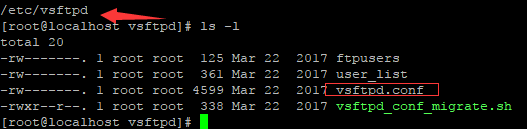 /etc/vsftpd
[root@localhost vsftpd]# ls -l
total 20
-rw-------. 1 root root  125 Mar 22  2017 ftpusers
-rw-------. 1 root root  361 Mar 22  2017 user_list
-rw-------. 1 root root 4599 Mar 22  2017 vsftpd.conf
-rwxr--r--. 1 root root  338 Mar 22  2017 vsftpd_conf_migrate.sh
[root@localhost vsftpd]#